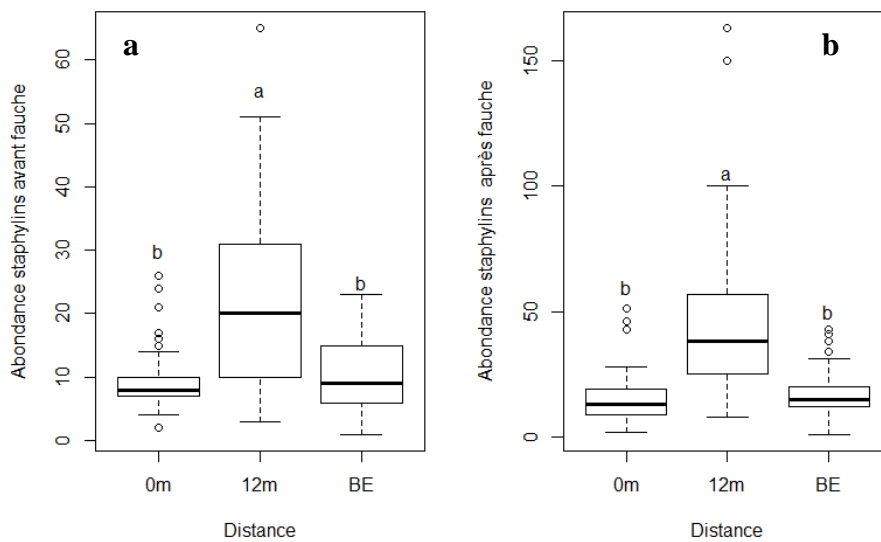 a
Abondance staphylins avant fauche
60
50
40
30
20
10
0
a
b
b
0m
12m
BE
Distance
b
Abondance staphylins après fauche
150
100
50
0
a
b
b
0m
12m
BE
Distance